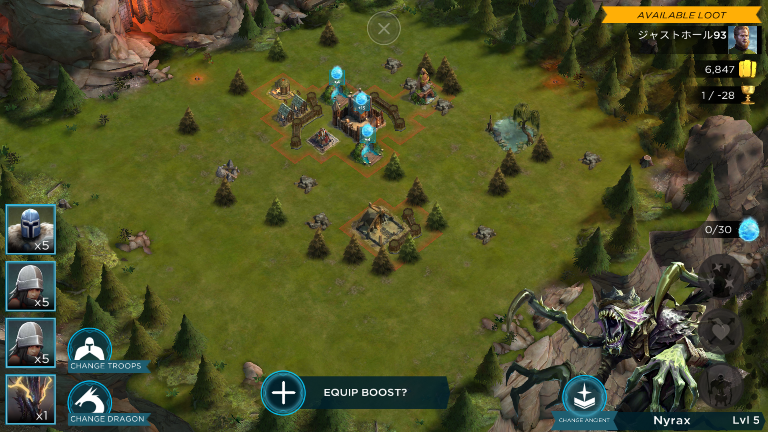 AVAILABLE LOOT
ジャストホール93
6,847
1 / -28
0/30
x5
x5
x5
x1
CHANGE TROOPS
CHANGE DRAGON
EQUIP BOOST?
CHANGE ANCIENT
Nyrax
Lvl 5